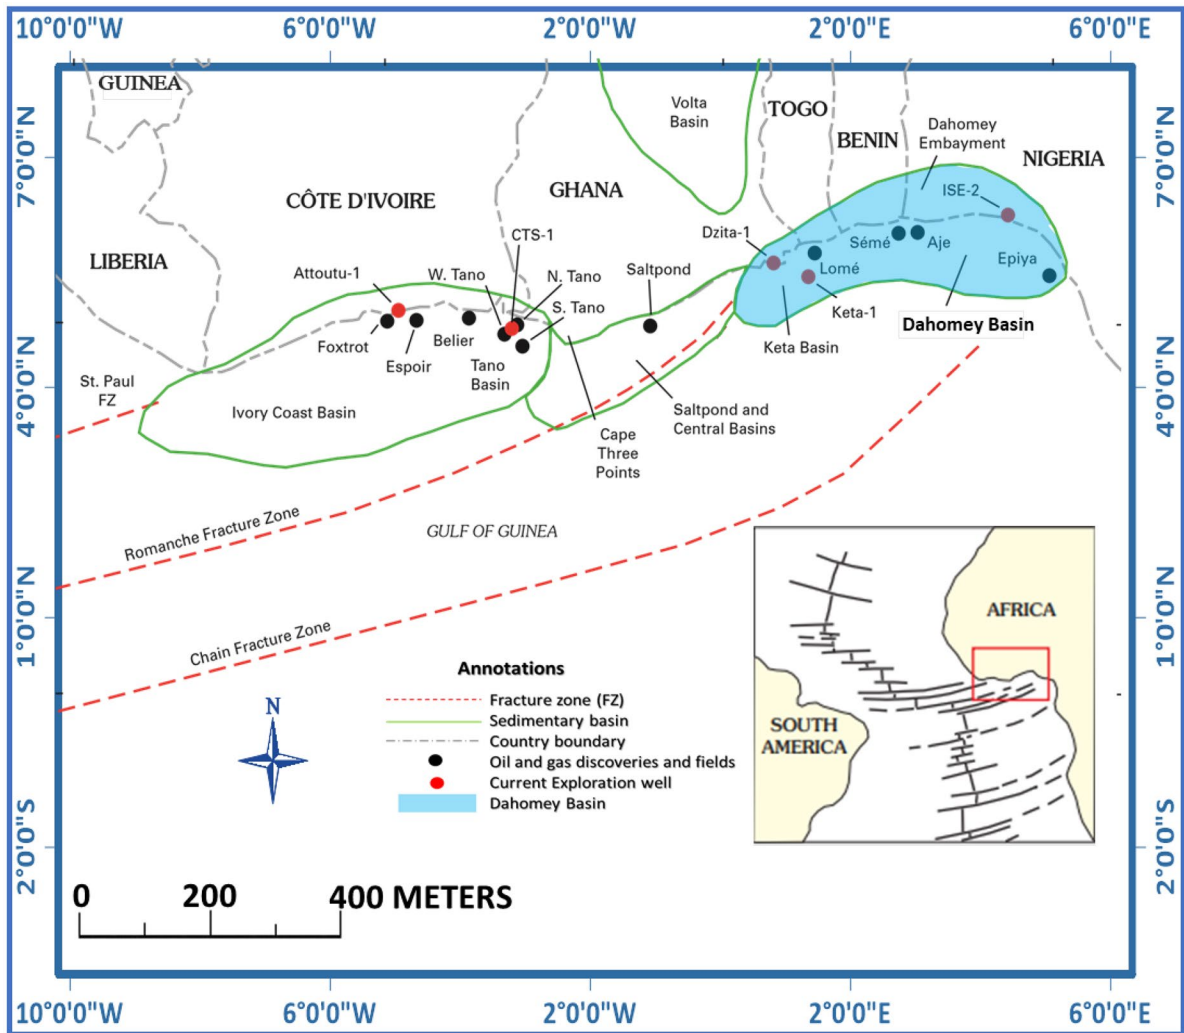 10°0'0"W
6°0'0"W
2°0'0"W
2°0'0"E
6°0'0"E
7°0'0"N
4°0'0"N
1°0'0"N
2°0'0"S
GUINEA
LIBERIA
CÔTE D'IVOIRE
GHANA
Volta
Basin
TOGO
BENIN
Dahomey
Embayment
NIGERIA
ISE-2
Dzita-1
Sémé
Aje
Lomé
Epiya
Keta-1
Keta Basin
Dahomey Basin
Attoutu-1
W. Tano
CTS-1
N. Tano
S. Tano
Saltpond
Foxtrot
Espoir
Belier
Tano
Basin
St. Paul
FZ
Ivory Coast Basin
Cape
Three
Points
Saltpond and
Central Basins
Romanche Fracture Zone
GULF OF GUINEA
Chain Fracture Zone
Annotations
Fracture zone (FZ)
Sedimentary basin
Country boundary
Oil and gas discoveries and fields
Current Exploration well
Dahomey Basin
N
0 200 400 METERS
AFRICA
SOUTH
AMERICA
7°0'0"N
4°0'0"N
1°0'0"N
2°0'0"S
10°0'0"W
6°0'0"W
2°0'0"W
2°0'0"E
6°0'0"E